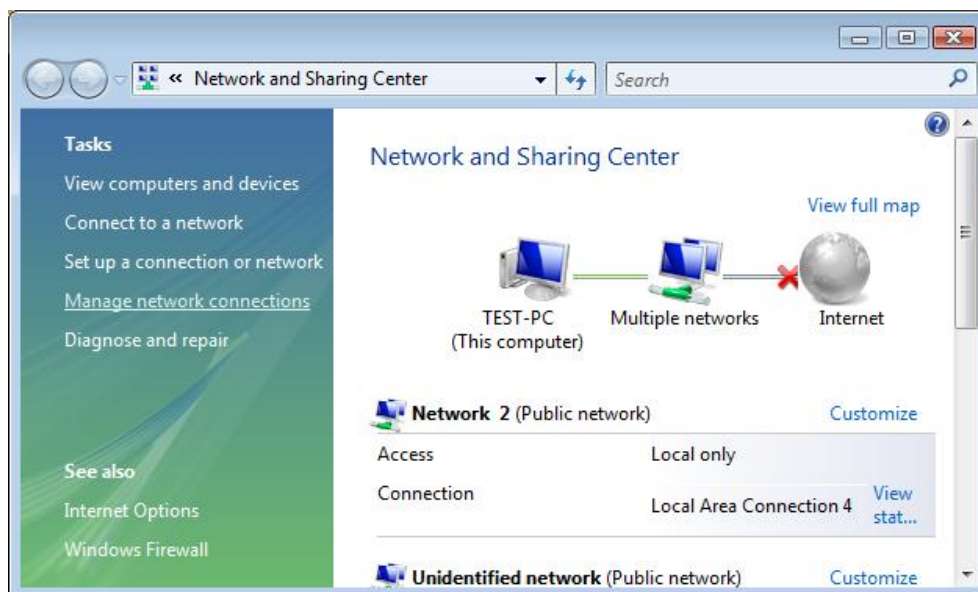 « Network and Sharing Center
Search
Tasks
View computers and devices
Connect to a network
Set up a connection or network
Manage network connections
Diagnose and repair
See also
Internet Options
Windows Firewall
Network and Sharing Center
View full map
TEST-PC
(This computer)
Multiple networks
Internet
Network 2 (Public network) Customize
Access Local only
Connection Local Area Connection 4 View
stat...
Unidentified network (Public network) Customize